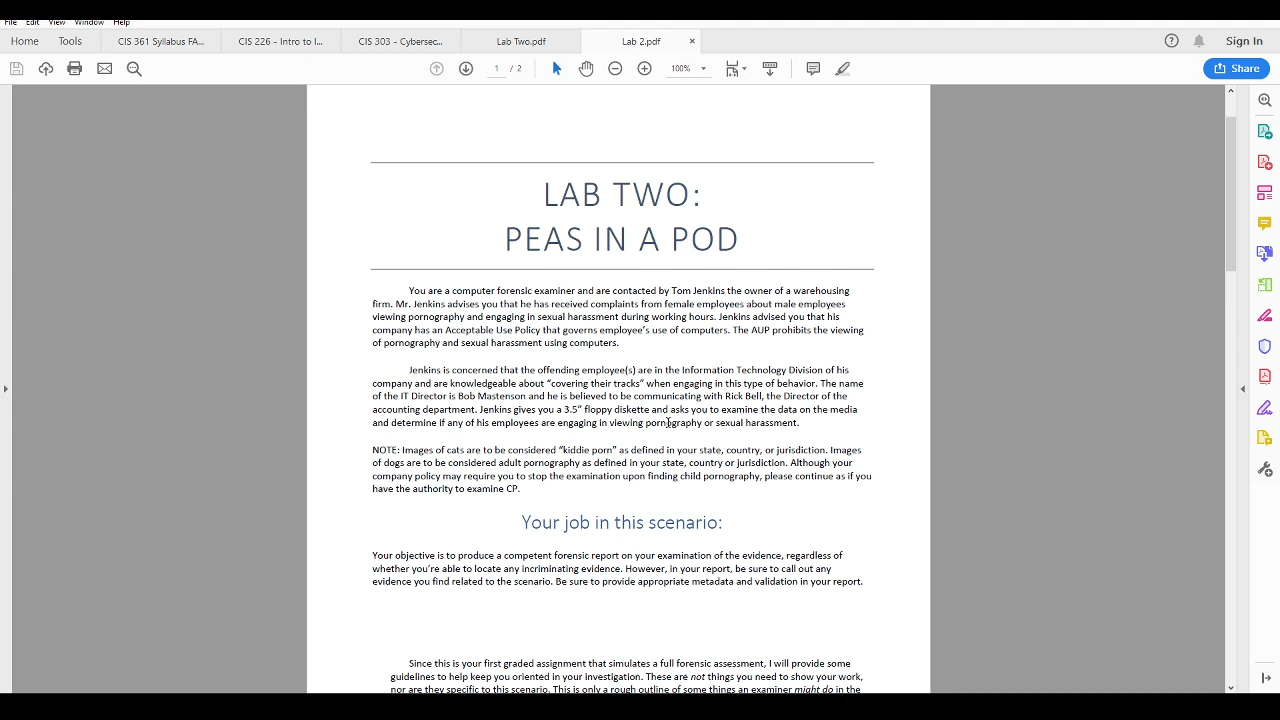 File Edit View Window Help
Home Tools CIS 361 Syllabus FA... CIS 226 - Intro to I... CIS 303 - Cybersec... Lab Two.pdf Lab 2.pdf × Sign In
1 / 2 100% Share
LAB TWO:
PEAS IN A POD
You are a computer forensic examiner and are contacted by Tom Jenkins the owner of a warehousing
firm. Mr. Jenkins advises you that he has received complaints from female employees about male employees
viewing pornography and engaging in sexual harassment during working hours. Jenkins advised you that his
company has an Acceptable Use Policy that governs employee's use of computers. The AUP prohibits the viewing
of pornography and sexual harassment using computers.
Jenkins is concerned that the offending employee(s) are in the Information Technology Division of his
company and are knowledgeable about “covering their tracks” when engaging in this type of behavior. The name
of the IT Director is Bob Mastenson and he is believed to be communicating with Rick Bell, the Director of the
accounting department. Jenkins gives you a 3.5” floppy diskette and asks you to examine the data on the media
and determine if any of his employees are engaging in viewing pornography or sexual harassment.
NOTE: Images of cats are to be considered “kiddie porn” as defined in your state, country, or jurisdiction. Images
of dogs are to be considered adult pornography as defined in your state, country or jurisdiction. Although your
company policy may require you to stop the examination upon finding child pornography, please continue as if you
have the authority to examine CP.
Your job in this scenario:
Your objective is to produce a competent forensic report on your examination of the evidence, regardless of
whether you're able to locate any incriminating evidence. However, in your report, be sure to call out any
evidence you find related to the scenario. Be sure to provide appropriate metadata and validation in your report.
Since this is your first graded assignment that simulates a full forensic assessment, I will provide some
guidelines to help keep you oriented in your investigation. These are not things you need to show your work,
nor are they specific to this scenario. This is only a rough outline of some things an examiner might do in the